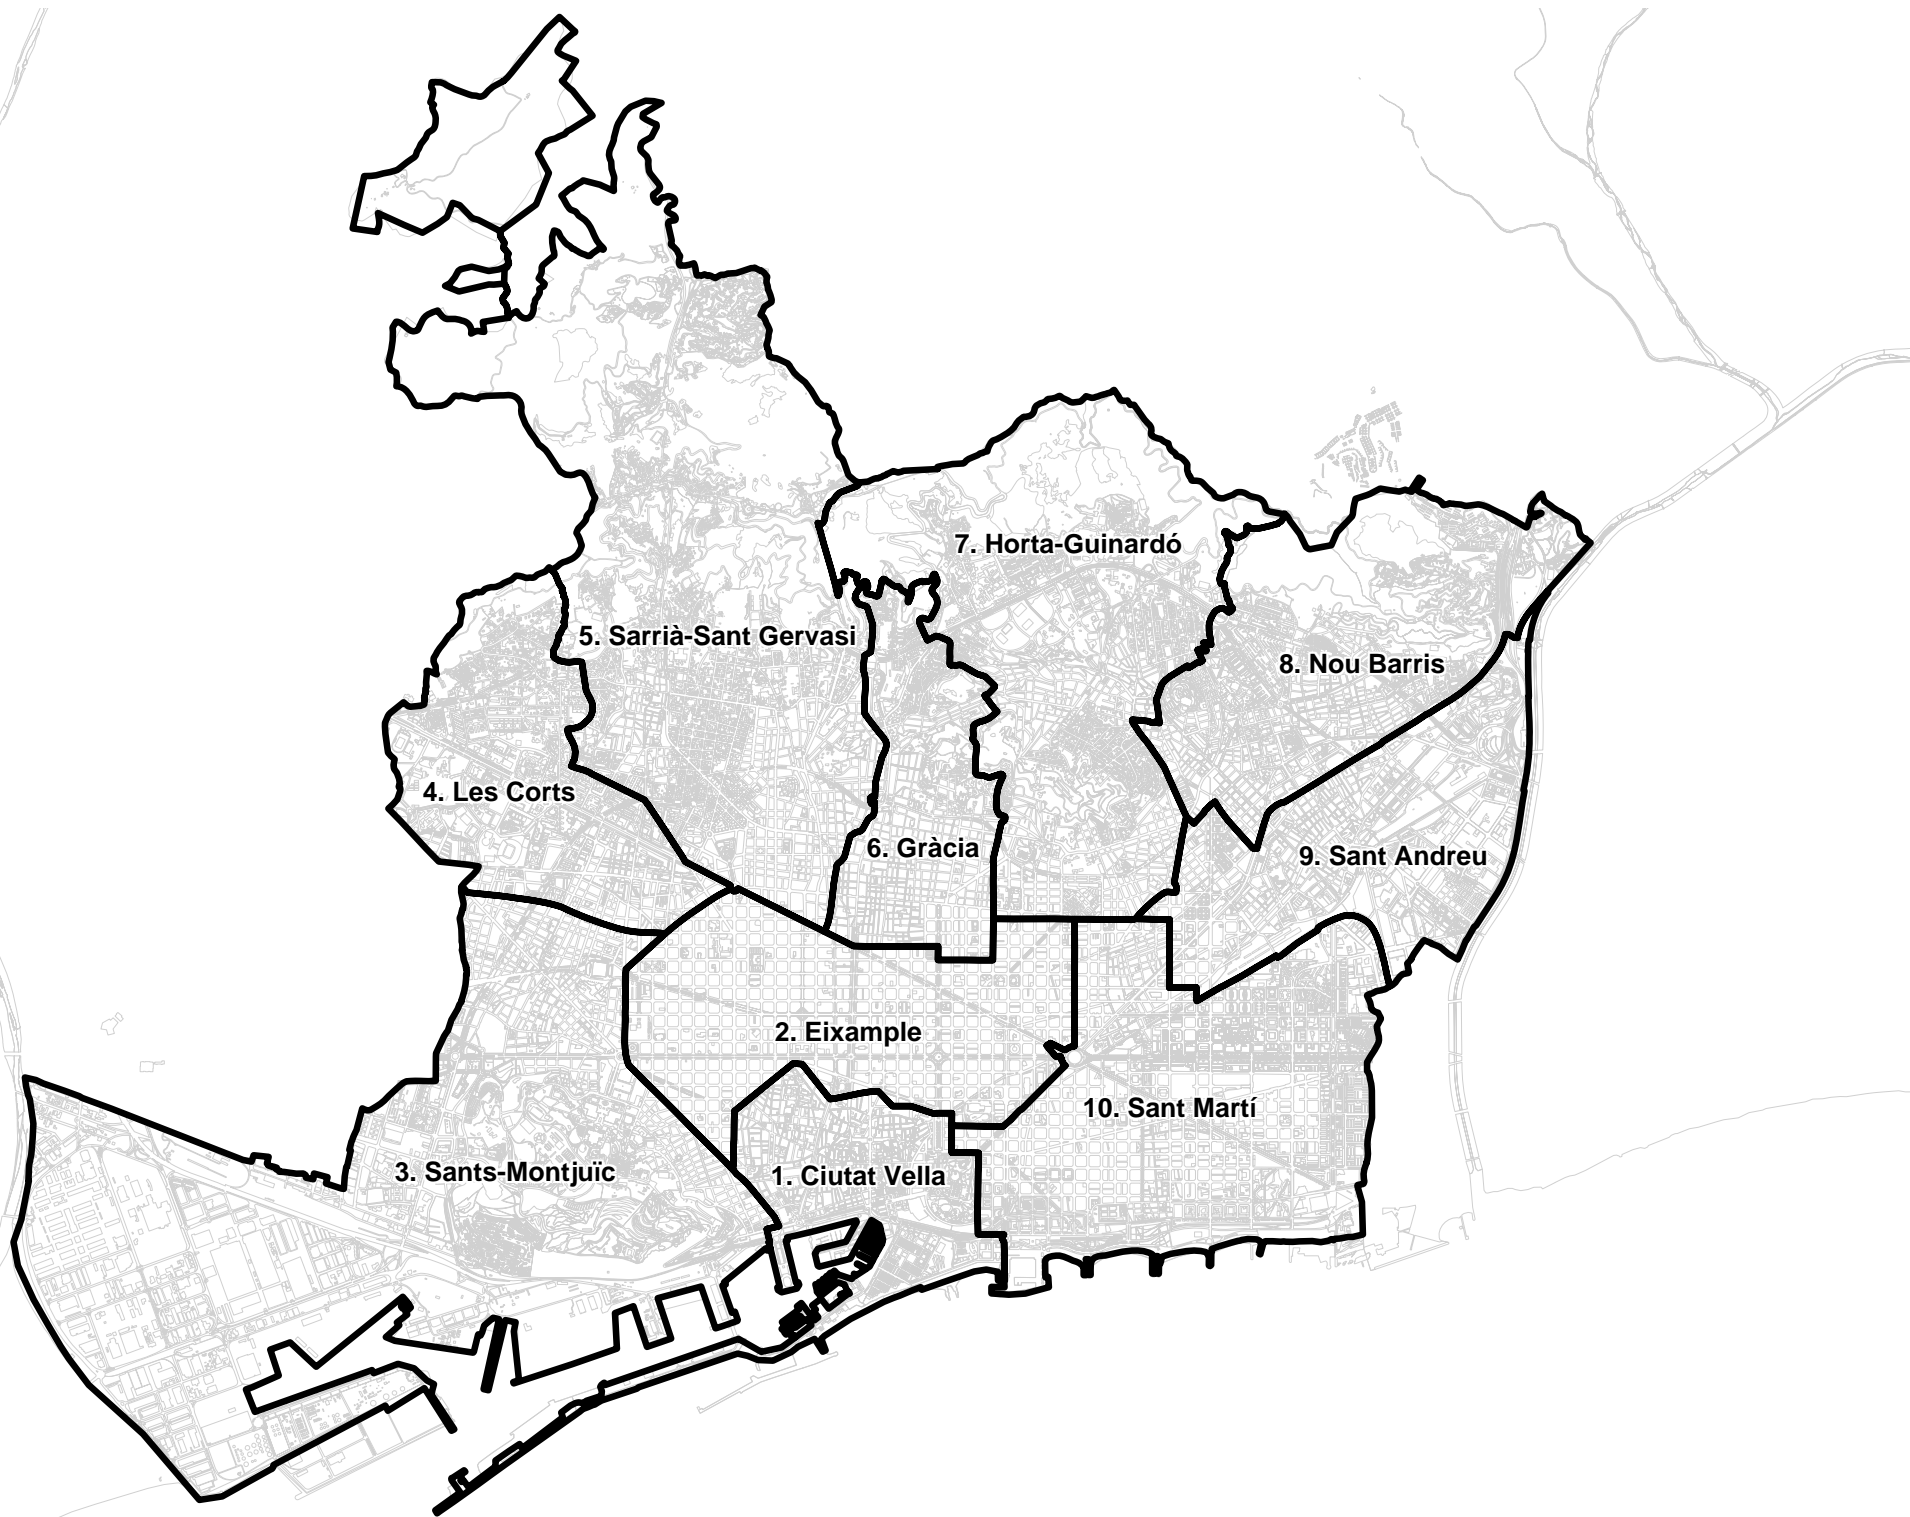 7. Horta-Guinardó
5. Sarrià-Sant Gervasi
8. Nou Barris
4. Les Corts
6. Gràcia
9. Sant Andreu
2. Eixample
10. Sant Martí
3. Sants-Montjuïc
1. Ciutat Vella